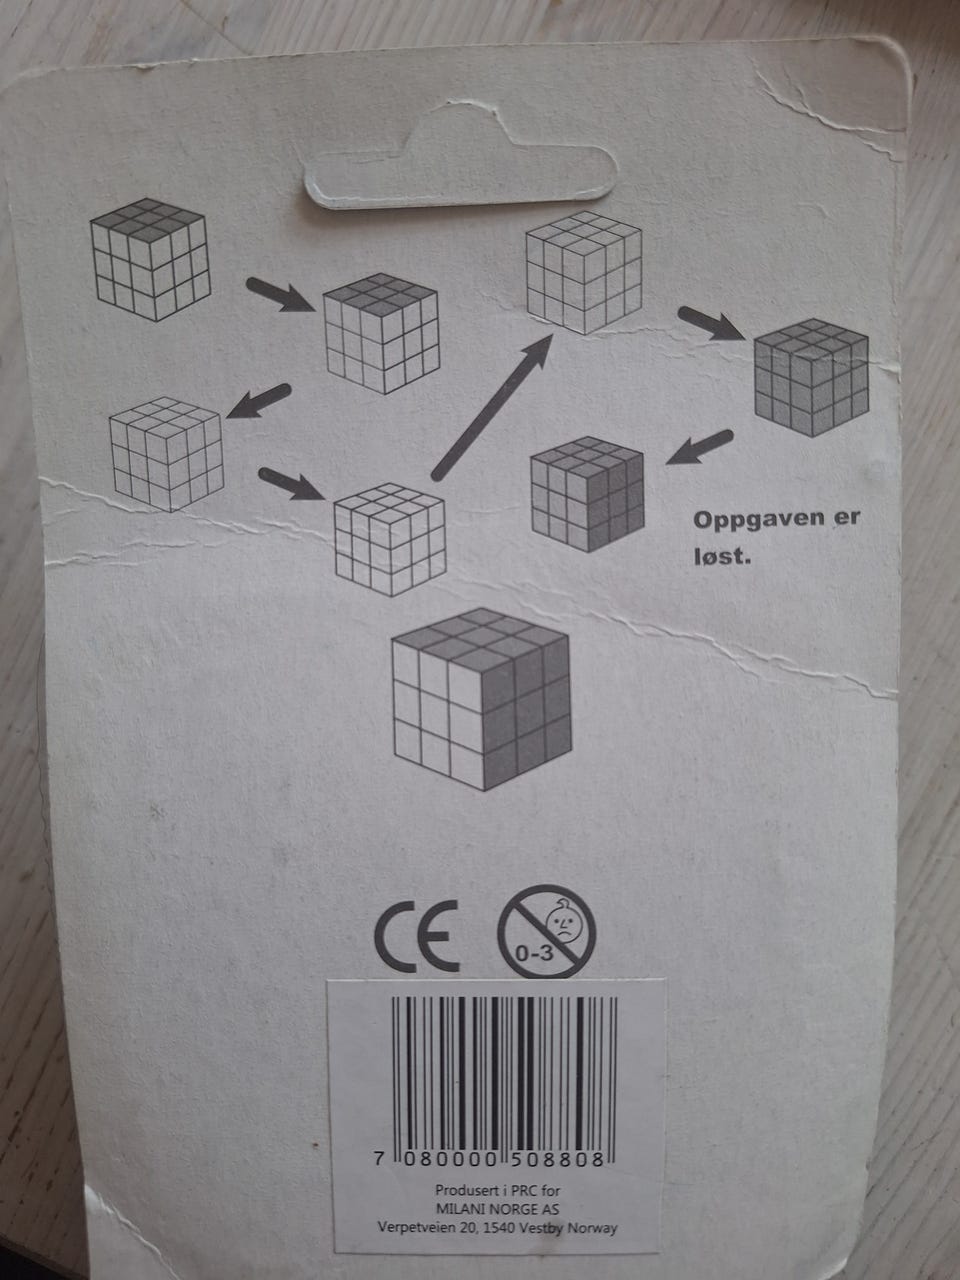 Oppgaven er
løst.
CE
0-3
7 080000 508808
Produsert i PRC for
MILANI NORGE AS
Verpetveien 20, 1540 Vestby Norway